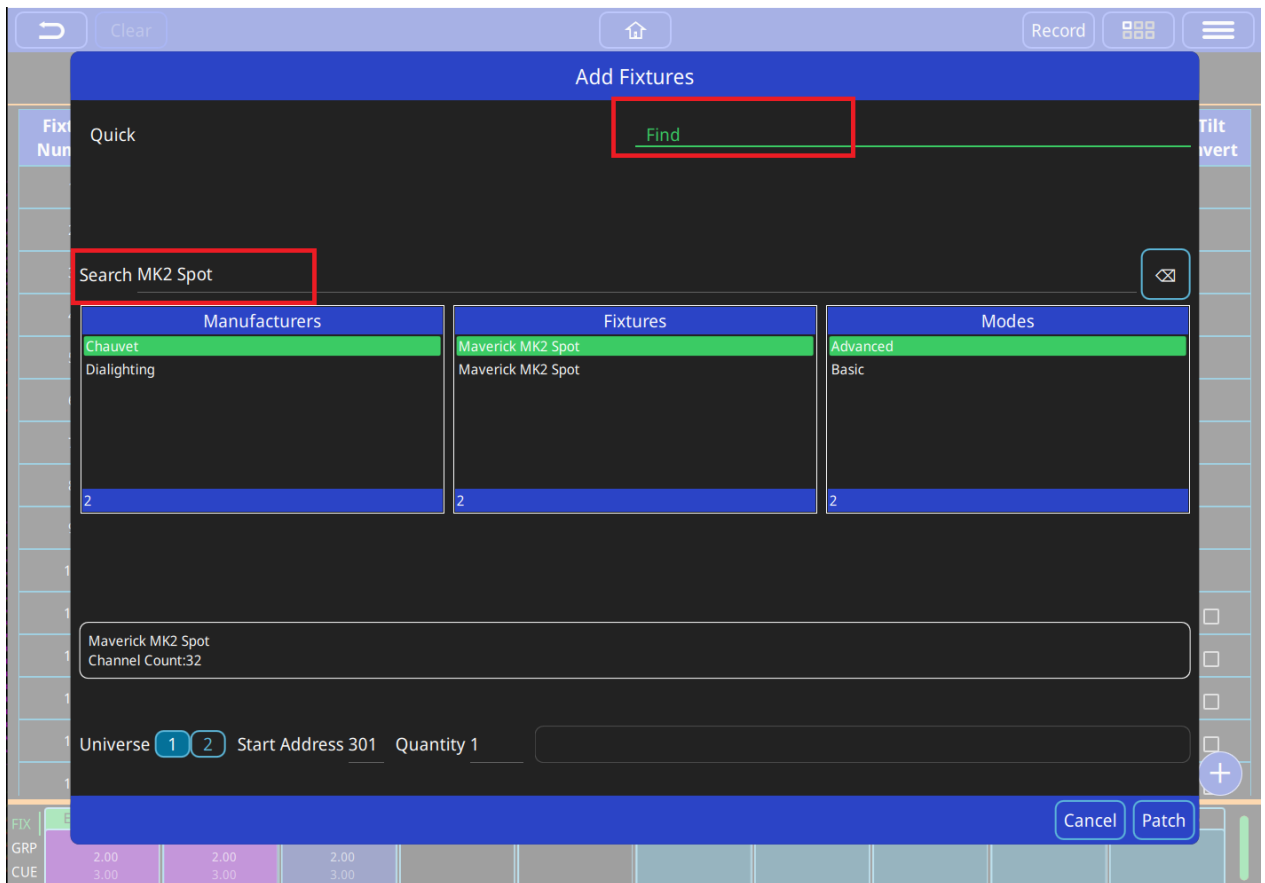 Clear
Record
Add Fixtures
Quick
Find
Search MK2 Spot
Manufacturers
Fixtures
Modes
Chauvet
Maverick MK2 Spot
Advanced
Dialighting
Maverick MK2 Spot
Basic
2
2
2
Maverick MK2 Spot
Channel Count:32
Universe 1 2 Start Address 301 Quantity 1
Cancel
Patch
Tilt
FIX
GRP
CUE
2.00
2.00
2.00
3.00
3.00
3.00